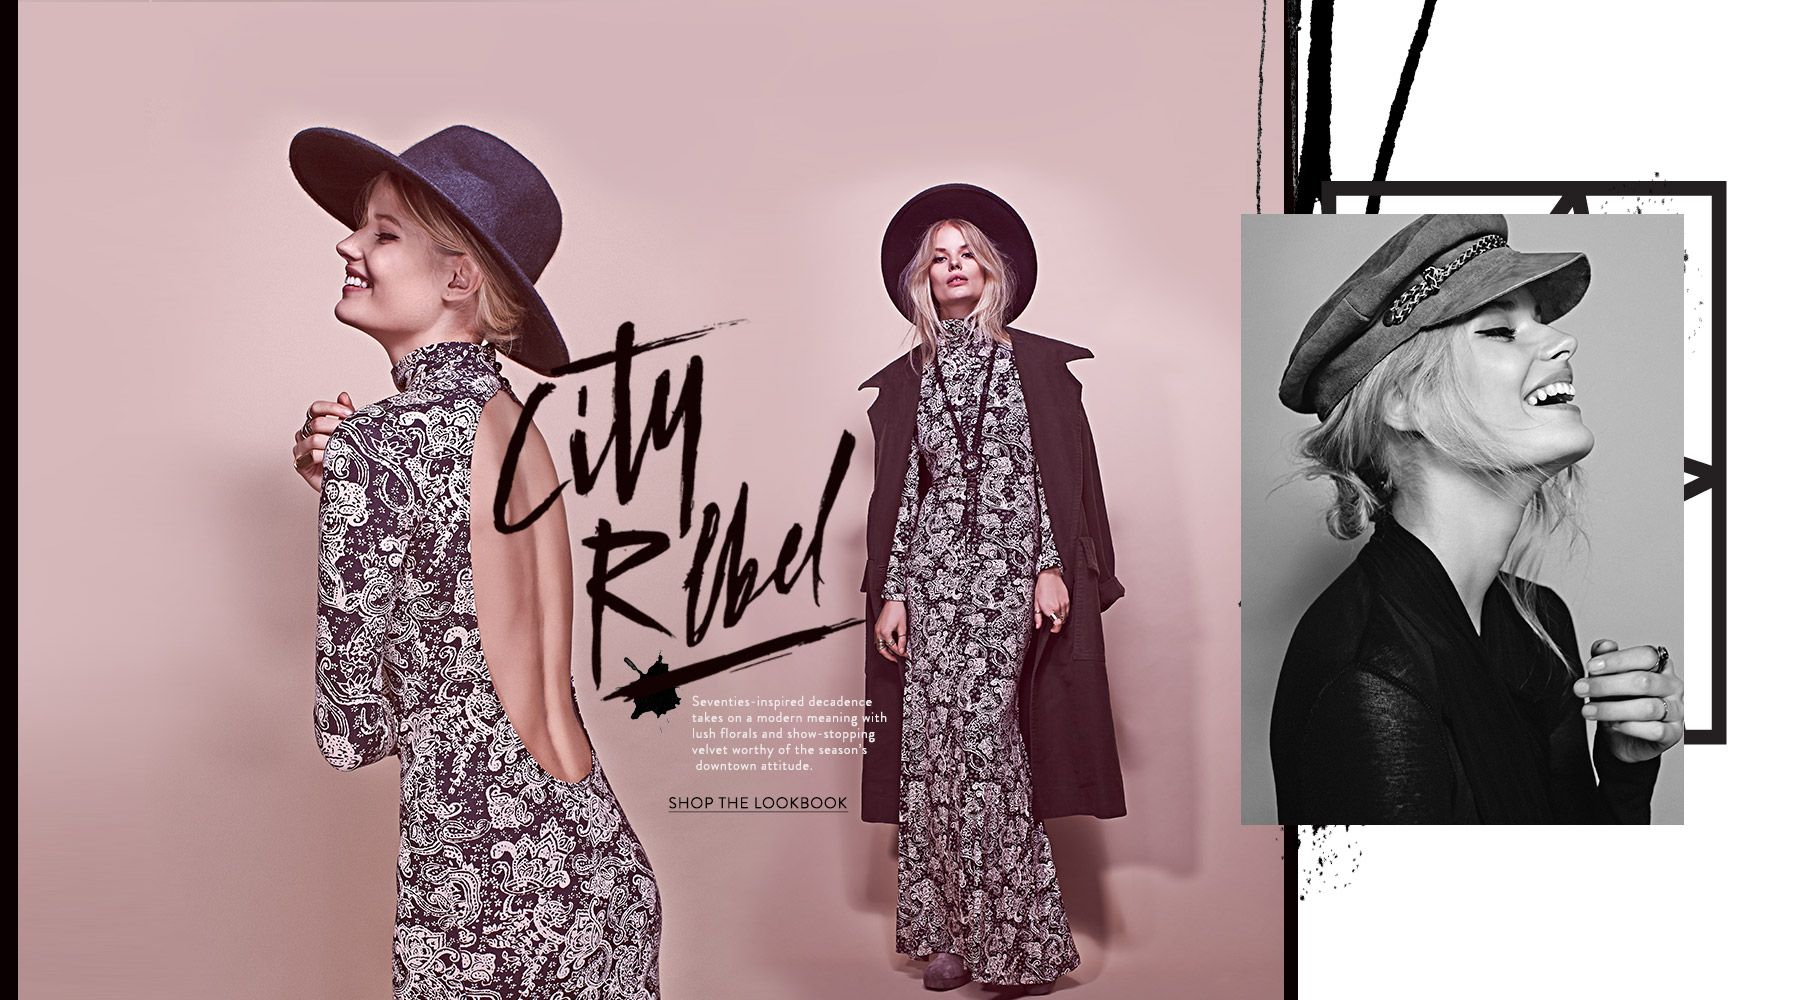 City
Rebel
Seventies-inspired decadence
takes on a modern meaning with
lush florals and show-stopping
velvet worthy of the season's
downtown attitude.
SHOP THE LOOKBOOK